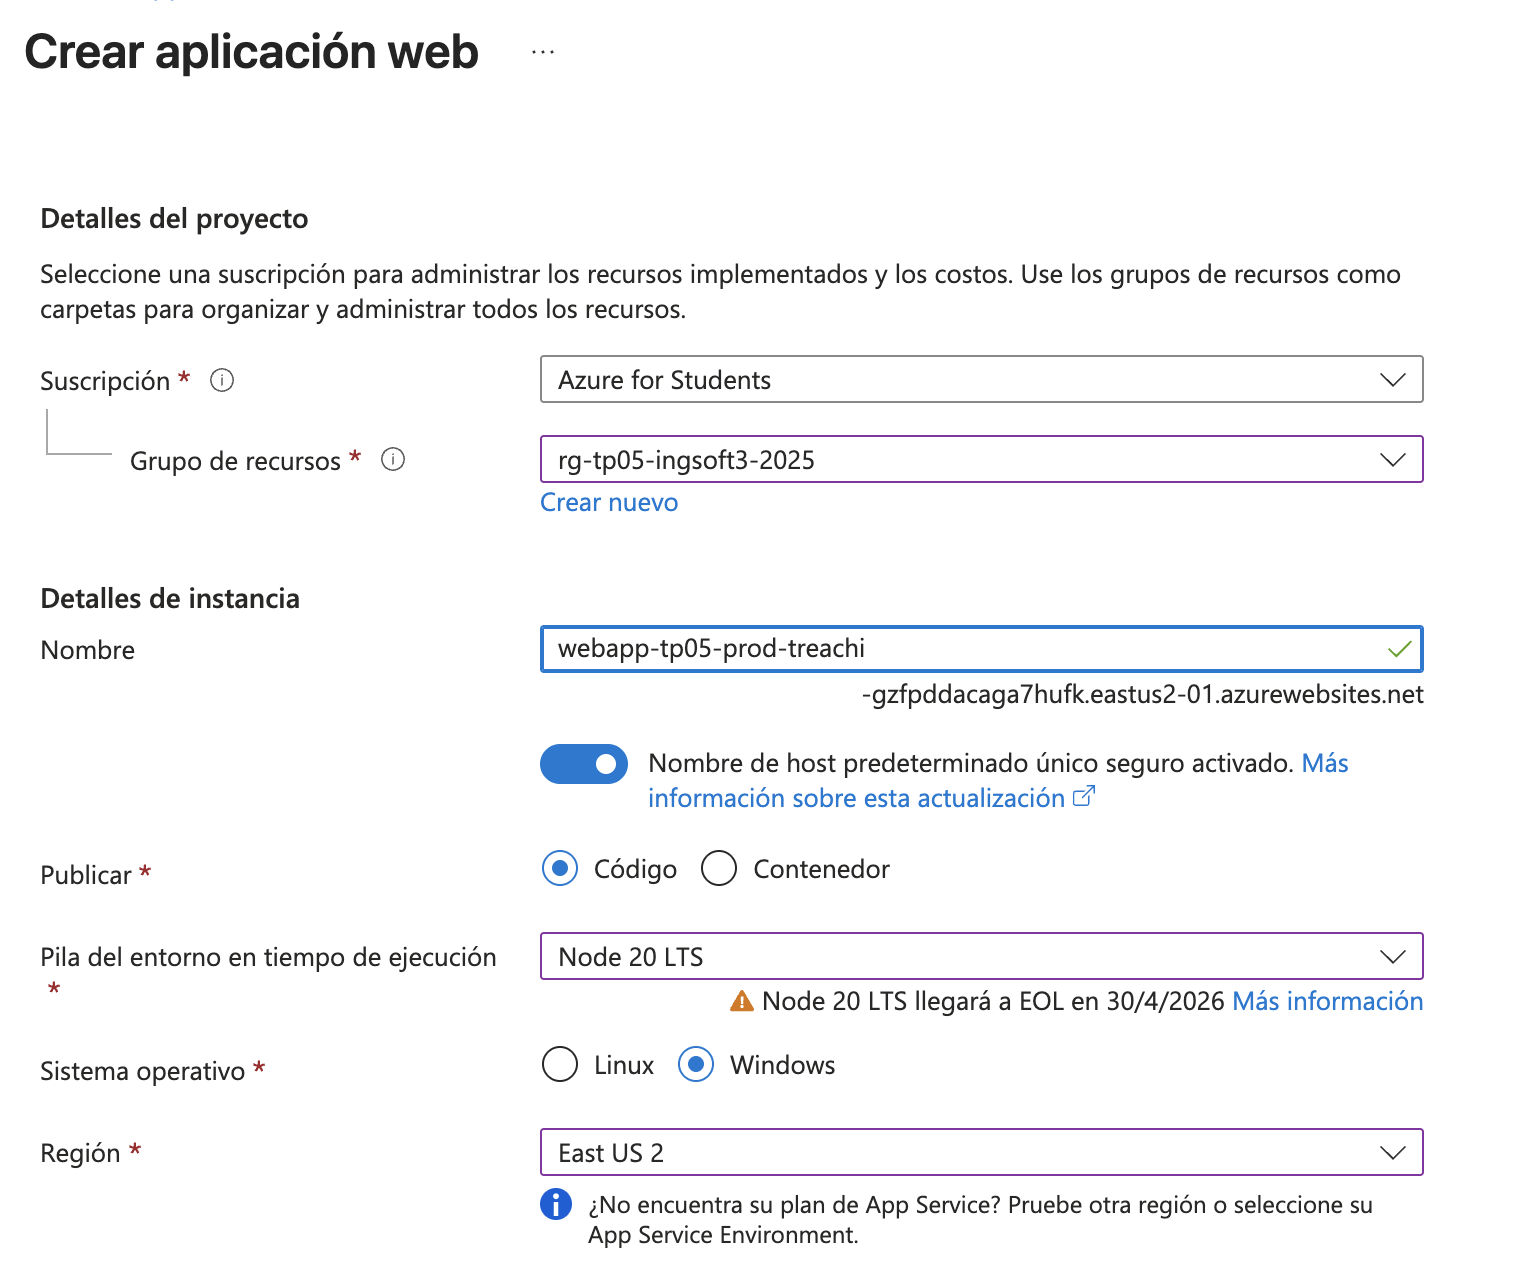 Crear aplicación web ...
Detalles del proyecto
Seleccione una suscripción para administrar los recursos implementados y los costos. Use los grupos de recursos como
carpetas para organizar y administrar todos los recursos.
Suscripción *
Azure for Students
Grupo de recursos *
rg-tp05-ingsoft3-2025
Crear nuevo
Detalles de instancia
Nombre
webapp-tp05-prod-treachi
-gzfpddacaga7hufk.eastus2-01.azurewebsites.net
Nombre de host predeterminado único seguro activado. Más
información sobre esta actualización
Publicar *
Código
Contenedor
Pila del entorno en tiempo de ejecución
*
Node 20 LTS
Node 20 LTS llegará a EOL en 30/4/2026 Más información
Sistema operativo *
Linux
Windows
Región *
East US 2
¿No encuentra su plan de App Service? Pruebe otra región o seleccione su
App Service Environment.